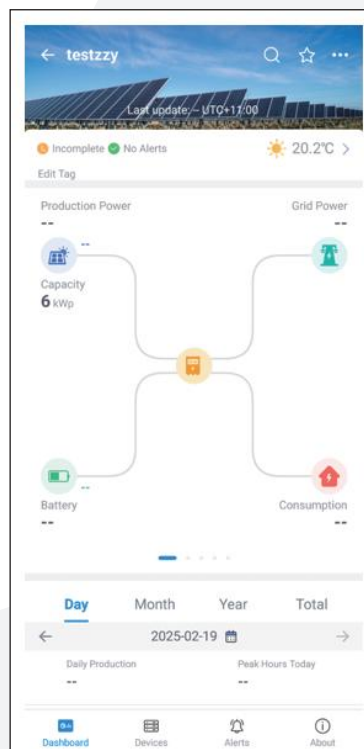 testzzy
Last update: -- UTC+11:00
Incomplete No Alerts 20.2℃
Edit Tag
Production Power Grid Power
-- --
--
Capacity
6 kWp
--
Battery Consumption
-- --
Day Month Year Total
2025-02-19
Daily Production Peak Hours Today
-- --
Dashboard Devices Alerts About